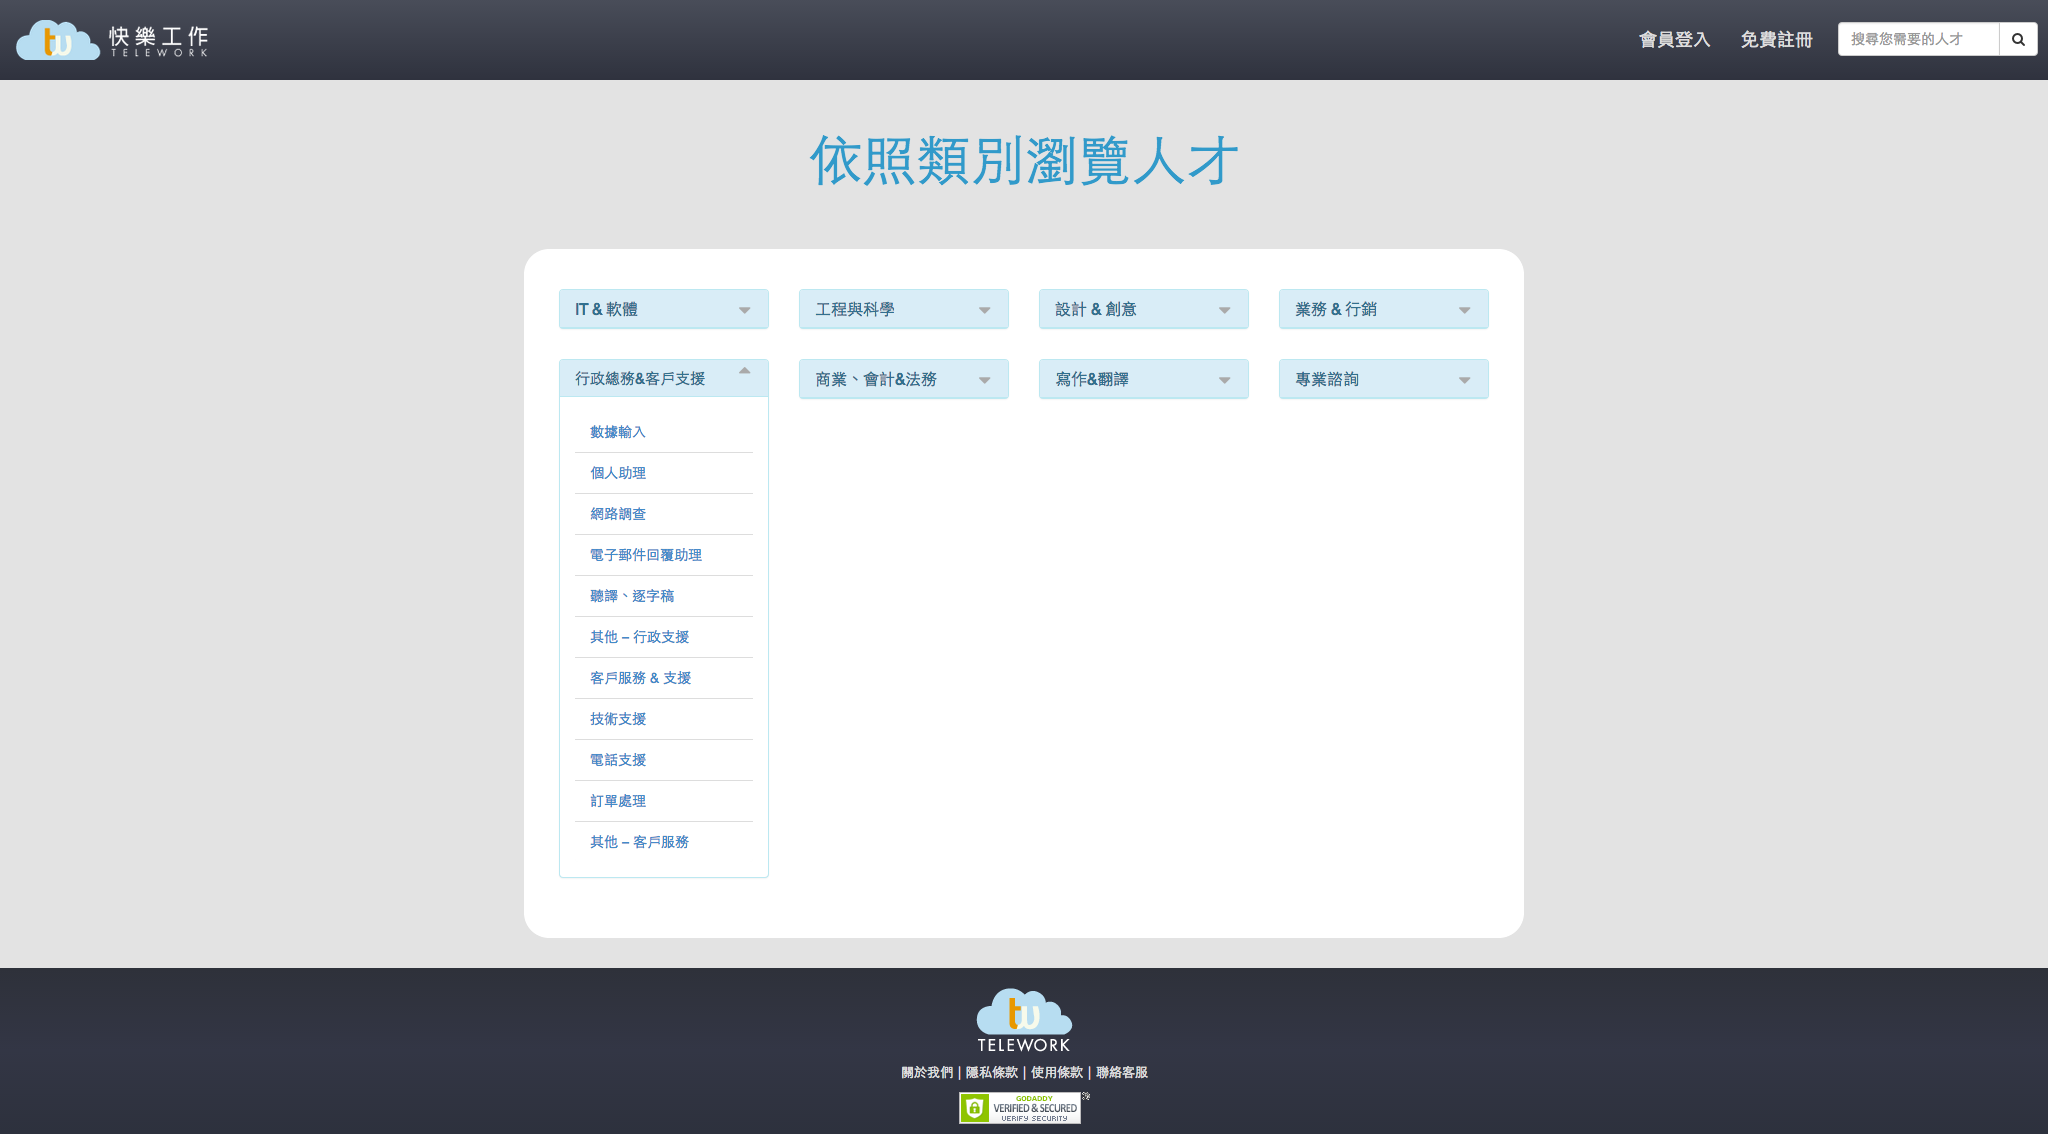 tw 快樂工作
TELEWORK
會員登入 免費註冊 搜尋您需要的人才
依照類別瀏覽人才
IT & 軟體 工程與科學 設計 & 創意 業務 & 行銷
行政總務&客戶支援 商業、會計&法務 寫作&翻譯 專業諮詢
數據輸入
個人助理
網路調查
電子郵件回覆助理
聽譯、逐字稿
其他 – 行政支援
客戶服務 & 支援
技術支援
電話支援
訂單處理
其他 – 客戶服務
tw
TELEWORK
關於我們 | 隱私條款 | 使用條款 | 聯絡客服
GODADDY
VERIFIED & SECURED
VERIFY SECURITY